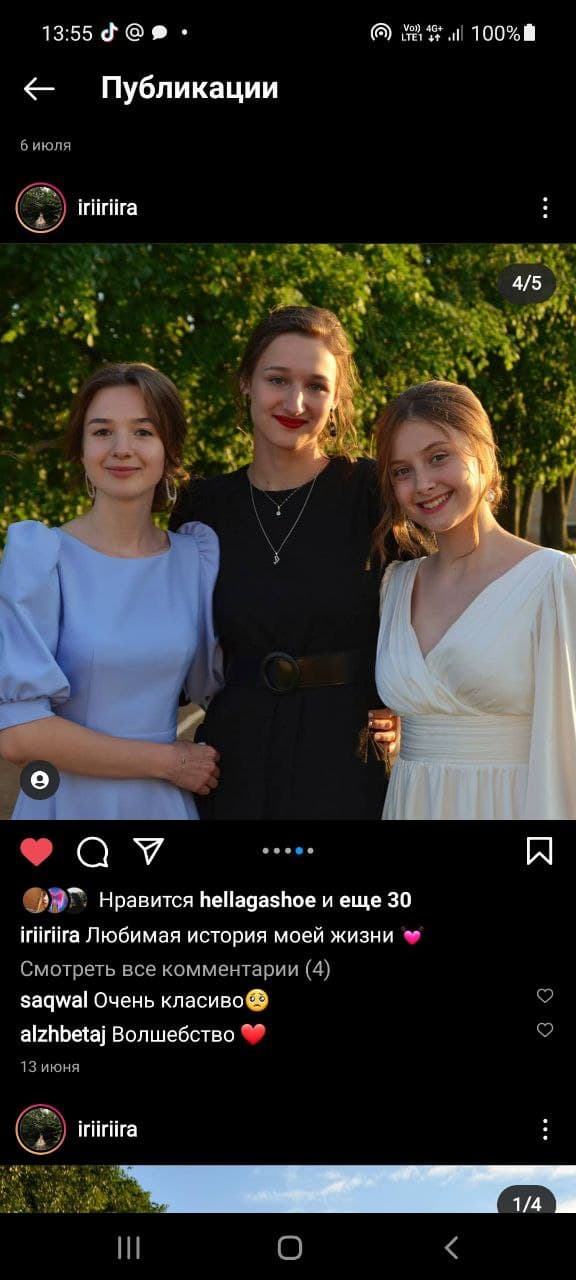 13:55 Vo)) LTE1 4G+ 100%
Публикации
6 июля
iriiriira
4/5
Нравится hellagashoe и еще 30
iriiriira Любимая история моей жизни 💓
Смотреть все комментарии (4)
saqwal Очень класиво🥺
alzhbetaj Волшебство ❤️
13 июня
iriiriira
1/4